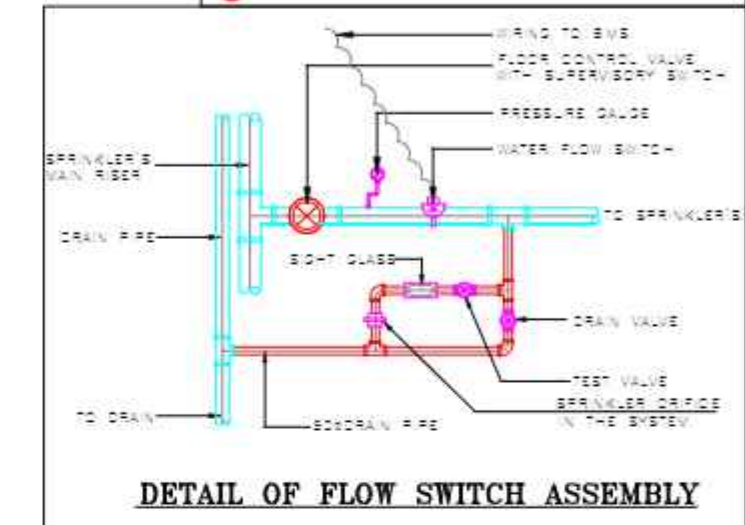 WIRING TO BMS
FLOOR CONTROL VALVE
WITH SUPERVISORY SWITCH
PRESSURE GAUGE
WATER FLOW SWITCH
SPRINKLER'S
MAIN RISER
TO SPRINKLER'S
DRAIN PIPE
SIGHT GLASS
DRAIN VALVE
TEST VALVE
SPRINKLER ORIFICE
IN THE SYSTEM
TO DRAIN
DRAIN PIPE
DETAIL OF FLOW SWITCH ASSEMBLY